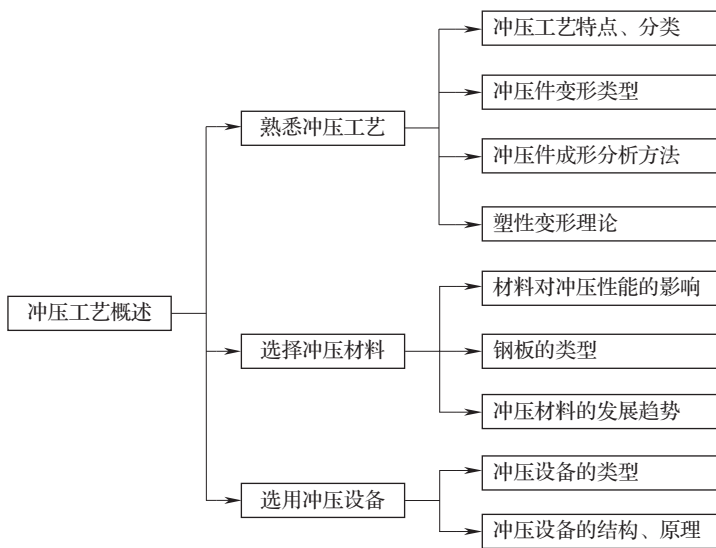 冲压工艺概述
熟悉冲压工艺
冲压工艺特点、分类
冲压件变形类型
冲压件成形分析方法
塑性变形理论
选择冲压材料
材料对冲压性能的影响
钢板的类型
冲压材料的发展趋势
选用冲压设备
冲压设备的类型
冲压设备的结构、原理